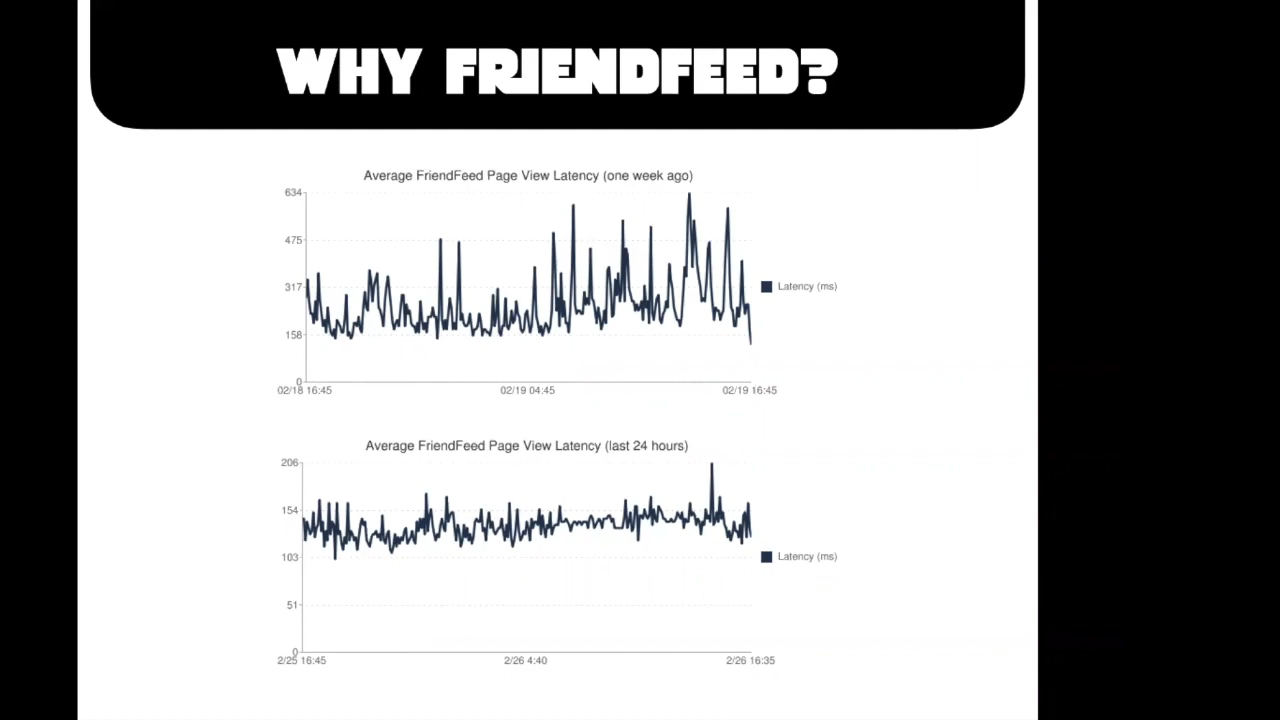 WHY FRIENDFEED?
Average FriendFeed Page View Latency (one week ago)
634
475
317
158
0
Latency (ms)
02/18 16:45 02/19 04:45 02/19 16:45
Average FriendFeed Page View Latency (last 24 hours)
206
154
103
51
0
Latency (ms)
2/25 16:45 2/26 4:40 2/26 16:35